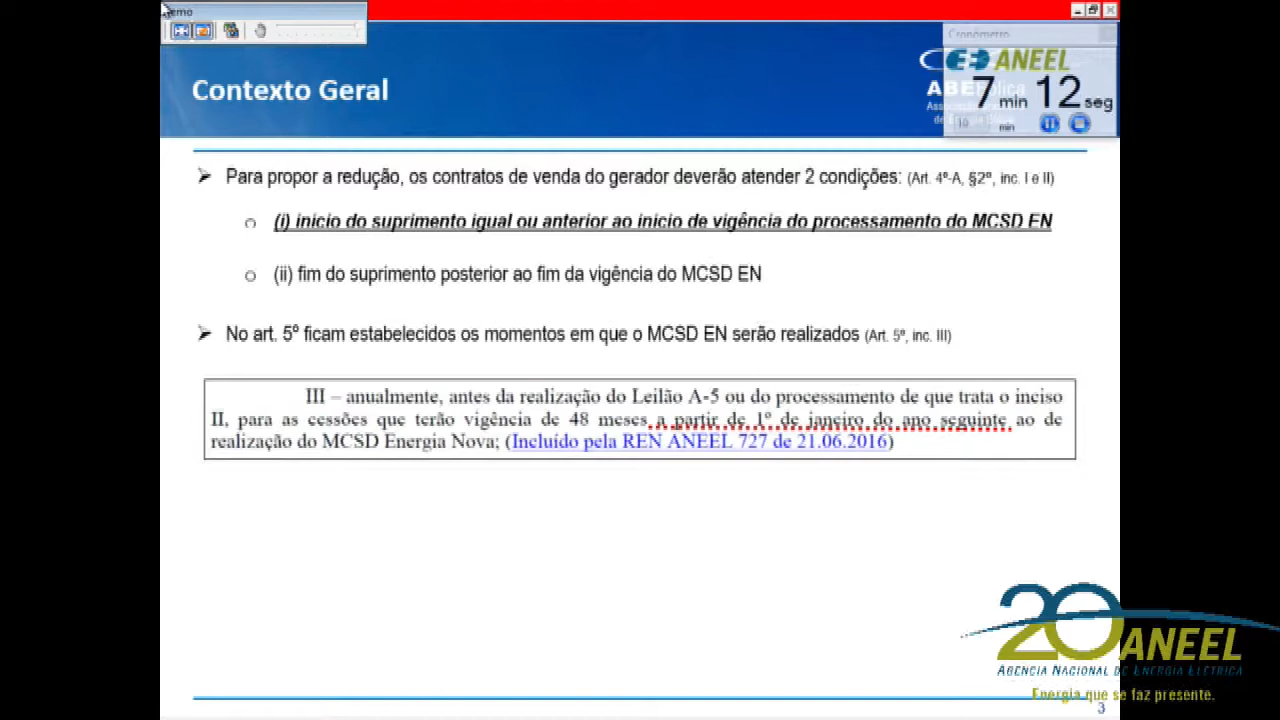 emo
Contexto Geral
Cronômetro
ANEEL
7 min 12 seg
10 min
➢ Para propor a redução, os contratos de venda do gerador deverão atender 2 condições: (Art. 4º-A, §2º, inc. I e II)
o (i) início do suprimento igual ou anterior ao início de vigência do processamento do MCSD EN
o (ii) fim do suprimento posterior ao fim da vigência do MCSD EN
➢ No art. 5º ficam estabelecidos os momentos em que o MCSD EN serão realizados (Art. 5º, inc. III)
III – anualmente, antes da realização do Leilão A-5 ou do processamento de que trata o inciso
II, para as cessões que terão vigência de 48 meses a partir de 1º de janeiro do ano seguinte ao de
realização do MCSD Energia Nova; (Incluído pela REN ANEEL 727 de 21.06.2016)
20 ANEEL
AGENCIA NACIONAL DE ENERGIA ELÉTRICA
Energia que se faz presente.
3